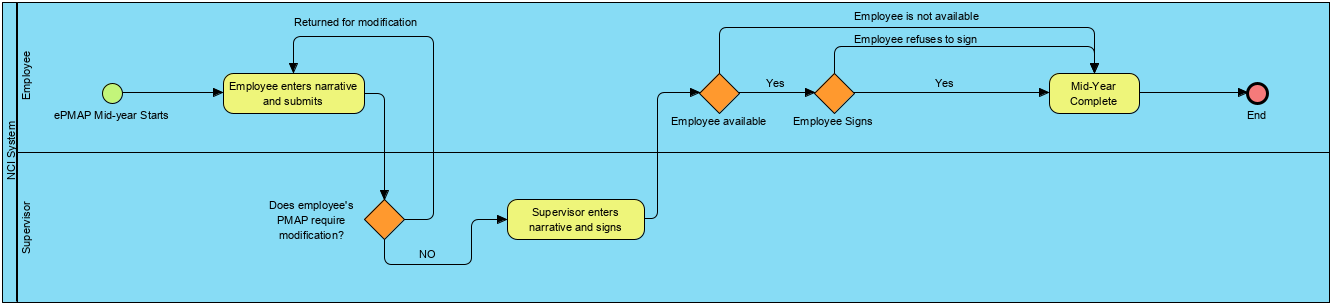 NCI System
Employee
Supervisor
ePMAP Mid-year Starts
Returned for modification
Employee enters narrative
and submits
Does employee's
PMAP require
modification?
NO
Supervisor enters
narrative and signs
Employee available
Yes
Employee Signs
Employee is not available
Employee refuses to sign
Yes
Mid-Year
Complete
End